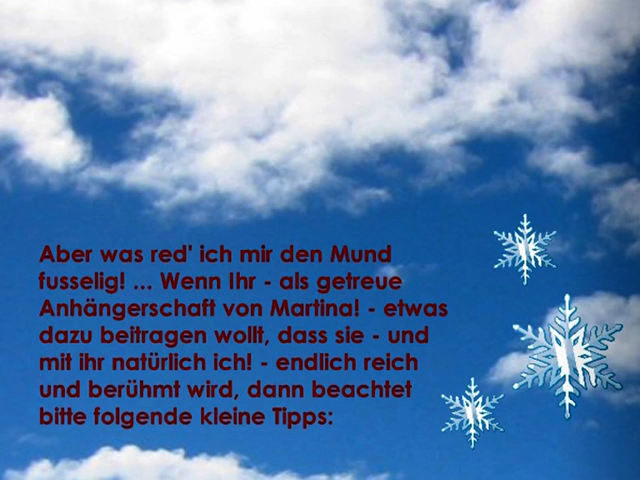 Aber was red' ich mir den Mund
fusselig! ... Wenn Ihr - als getreue
Anhängerschaft von Martina! - etwas
dazu beitragen wollt, dass sie - und
mit ihr natürlich ich! - endlich reich
und berühmt wird, dann beachtet
bitte folgende kleine Tipps: